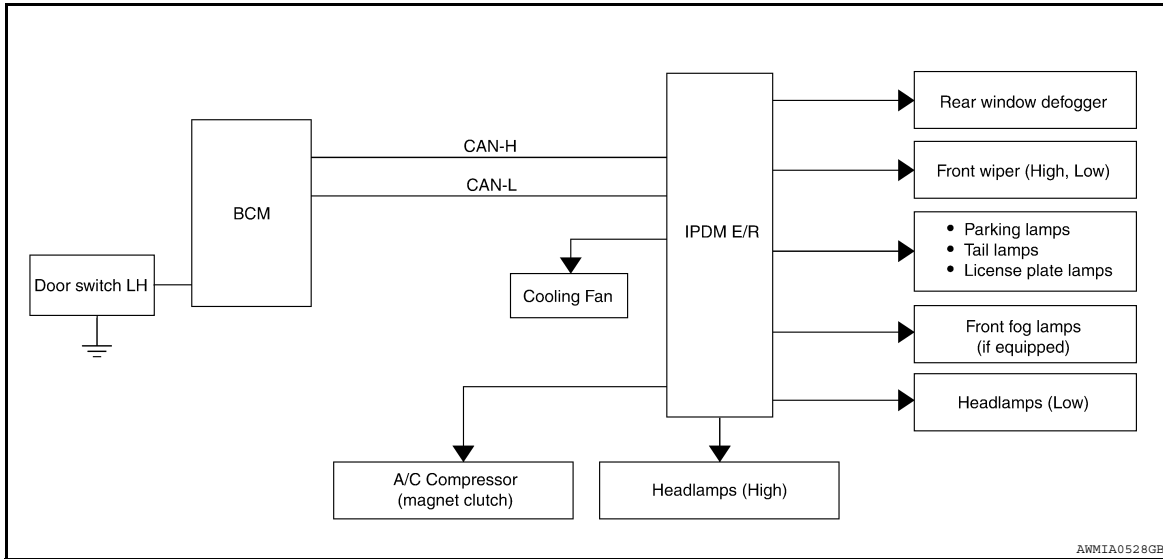 Rear window defogger
CAN-H
Front wiper (High, Low)
CAN-L
BCM
IPDM E/R
• Parking lamps
• Tail lamps
• License plate lamps
Door switch LH
Cooling Fan
Front fog lamps
(if equipped)
Headlamps (Low)
A/C Compressor
(magnet clutch)
Headlamps (High)
AWMIA0528GB